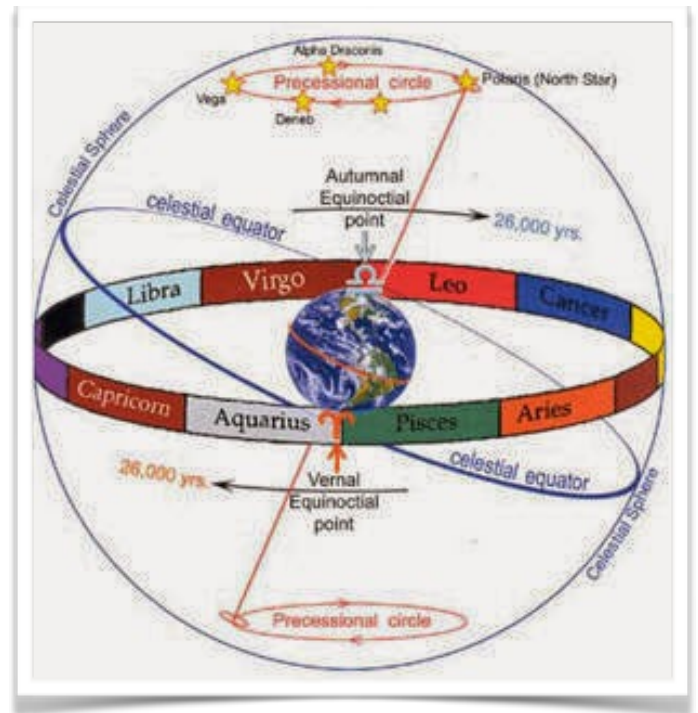 Alpha Draconis
Precessional circle
Polaris (North Star)
Vega
Deneb
Celestial Sphere
Autumnal
Equinoctial
point
26,000 yrs.
celestial equator
Libra
Virgo
Leo
Cancer
Capricorn
Aquarius
Pisces
Aries
celestial equator
26,000 yrs.
Vernal
Equinoctial
point
Celestial Sphere
Precessional circle